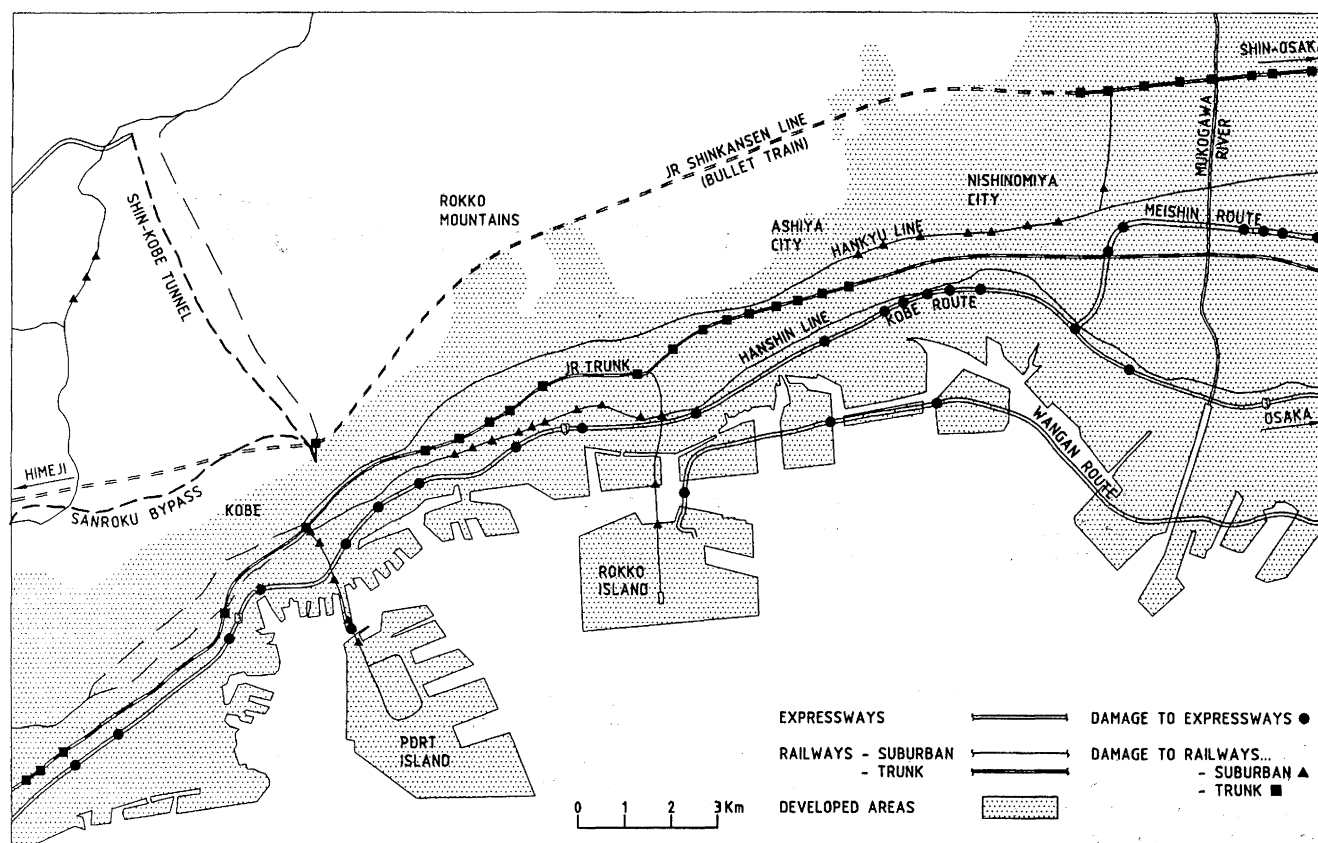 SHIN-OSAKA
MUKOGAWA
RIVER
JR SHINKANSEN LINE
(BULLET TRAIN)
SHIN-KOBE TUNNEL
ROKKO
MOUNTAINS
NISHINOMIYA
CITY
MEISHIN ROUTE
ASHIYA
CITY
HANKYU LINE
KOBE ROUTE
HANSHIN LINE
JR TRUNK
OSAKA
WANGAN ROUTE
HIMEJI
SANROKU BYPASS
KOBE
ROKKO
ISLAND
PORT
ISLAND
EXPRESSWAYS
DAMAGE TO EXPRESSWAYS
RAILWAYS - SUBURBAN
- TRUNK
DAMAGE TO RAILWAYS...
- SUBURBAN
- TRUNK
DEVELOPED AREAS
0 1 2 3Km